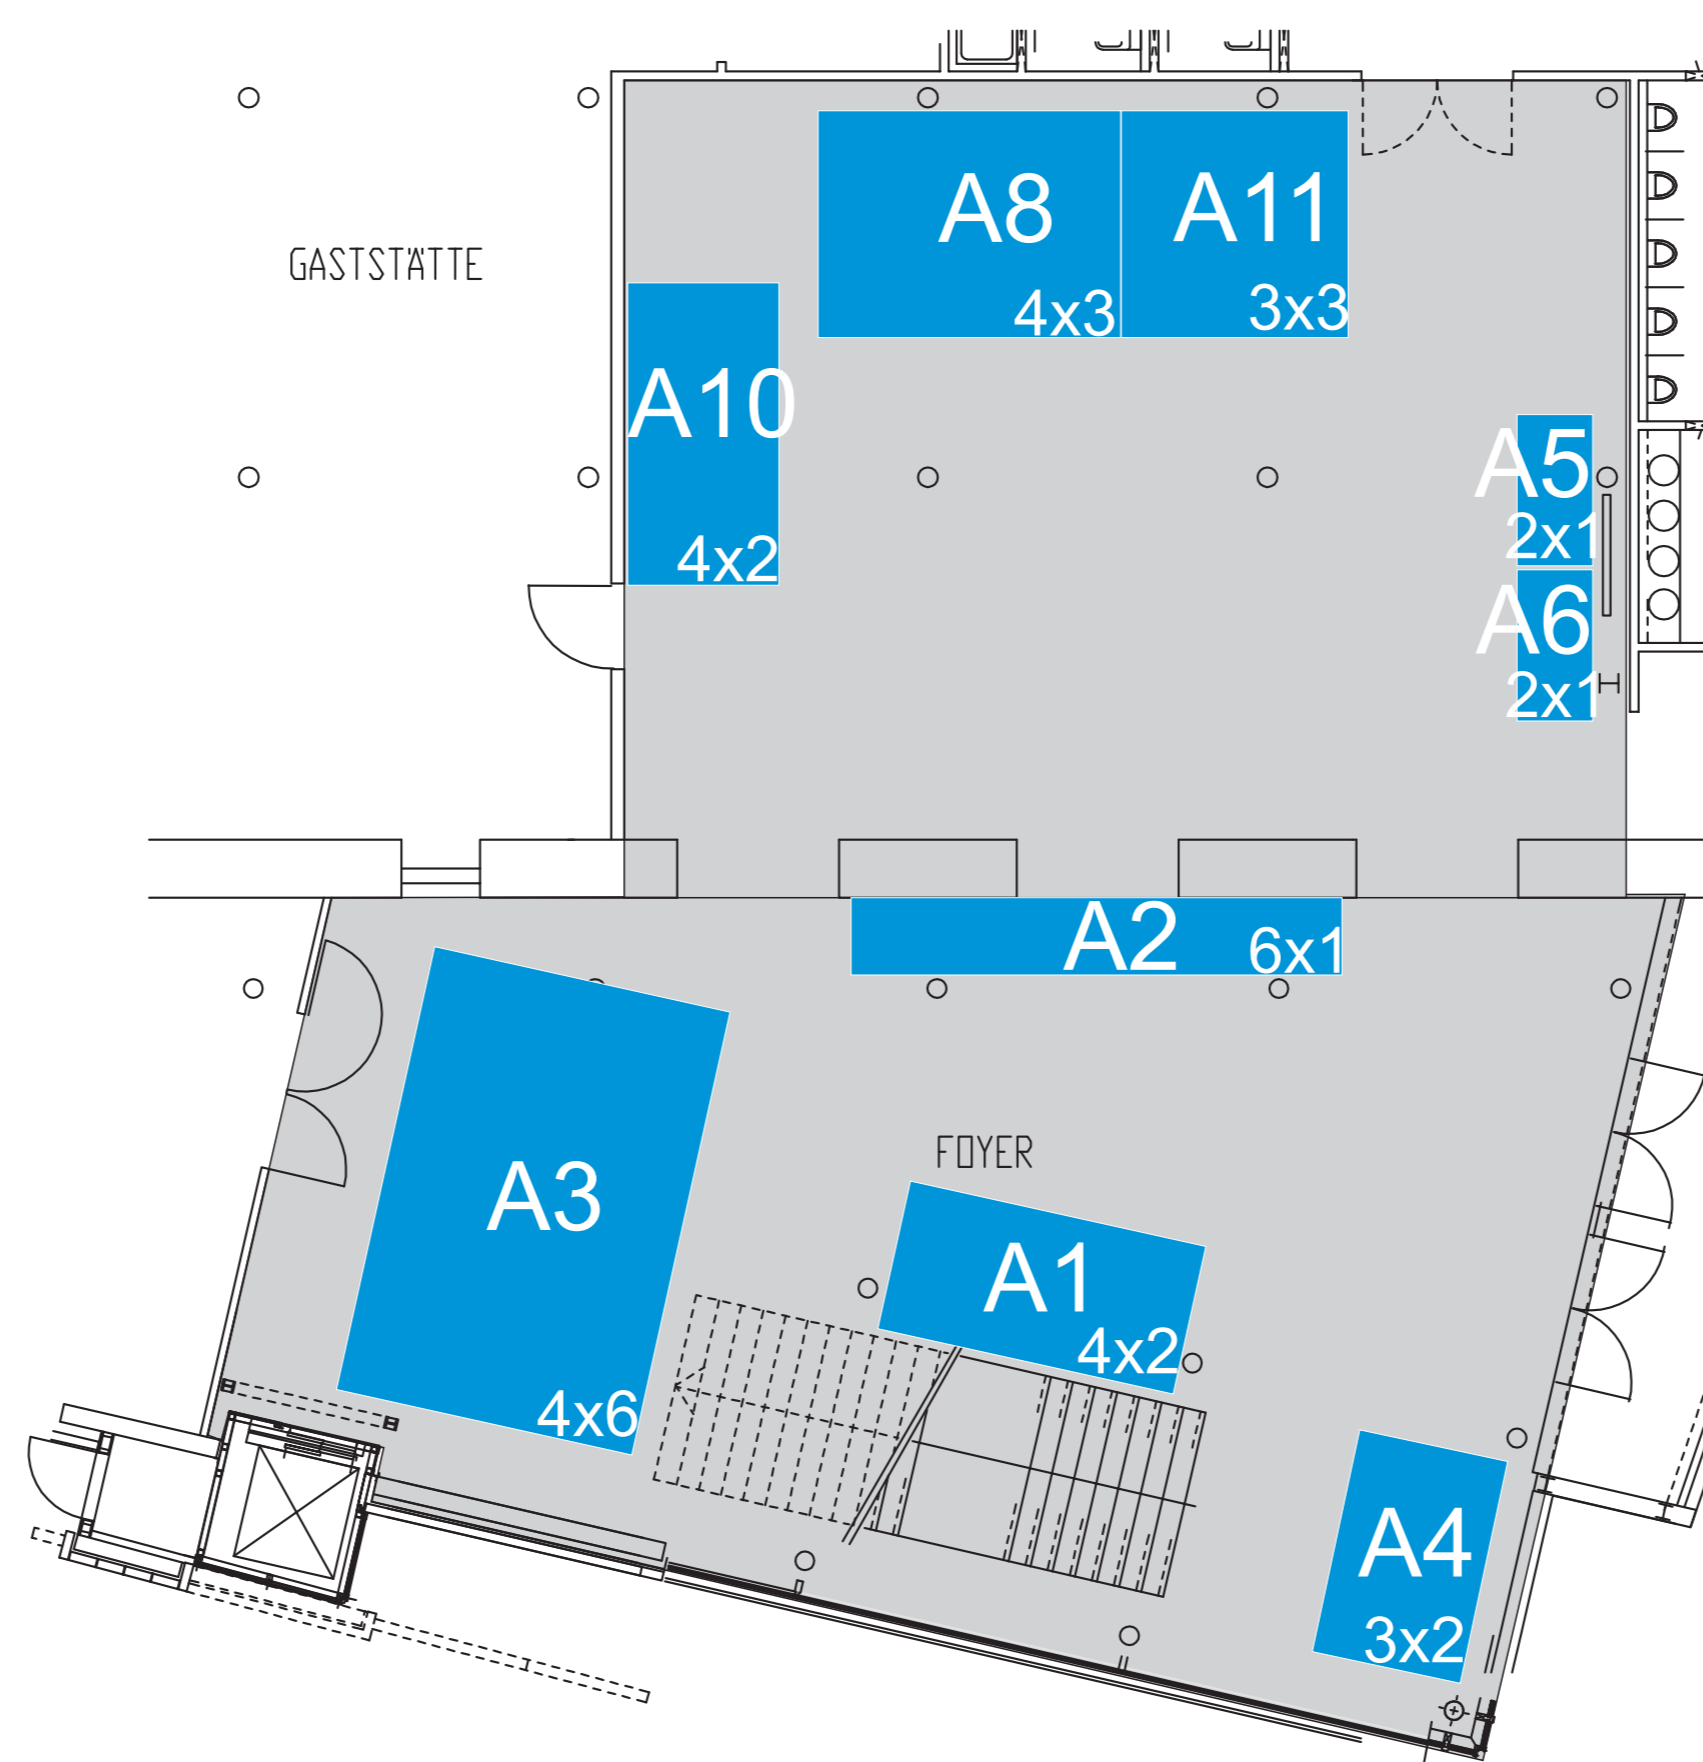 A8
4x3
A11
3x3
GASTSTÄTTE
A10
4x2
A5
2x1
A6
2x1
A2
6x1
FOYER
A3
4x6
A1
4x2
A4
3x2